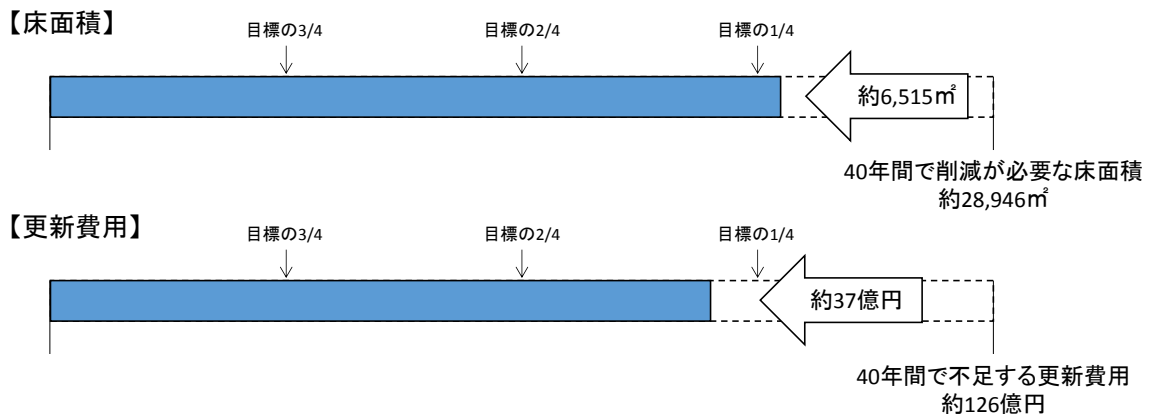 【床面積】
目標の3/4
目標の2/4
目標の1/4
約6,515㎡
40年間で削減が必要な床面積
約28,946㎡
【更新費用】
目標の3/4
目標の2/4
目標の1/4
約37億円
40年間で不足する更新費用
約126億円